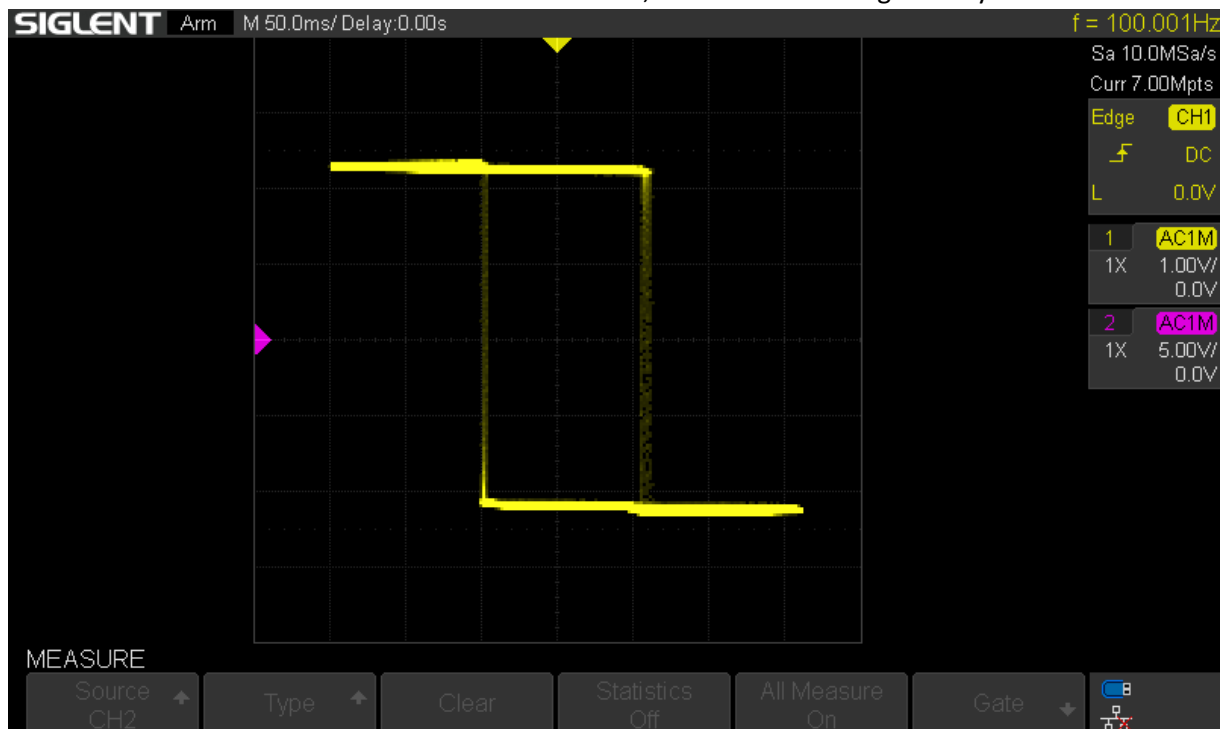 SIGLENT Arm M 50.0ms/ Delay:0.00s f = 100.001Hz
Sa 10.0MSa/s
Curr 7.00Mpts
Edge CH1
DC
L 0.0V
1 AC1M
1X 1.00V/
0.0V
2 AC1M
1X 5.00V/
0.0V
MEASURE
Source CH2
Type
Clear
Statistics Off
All Measure On
Gate